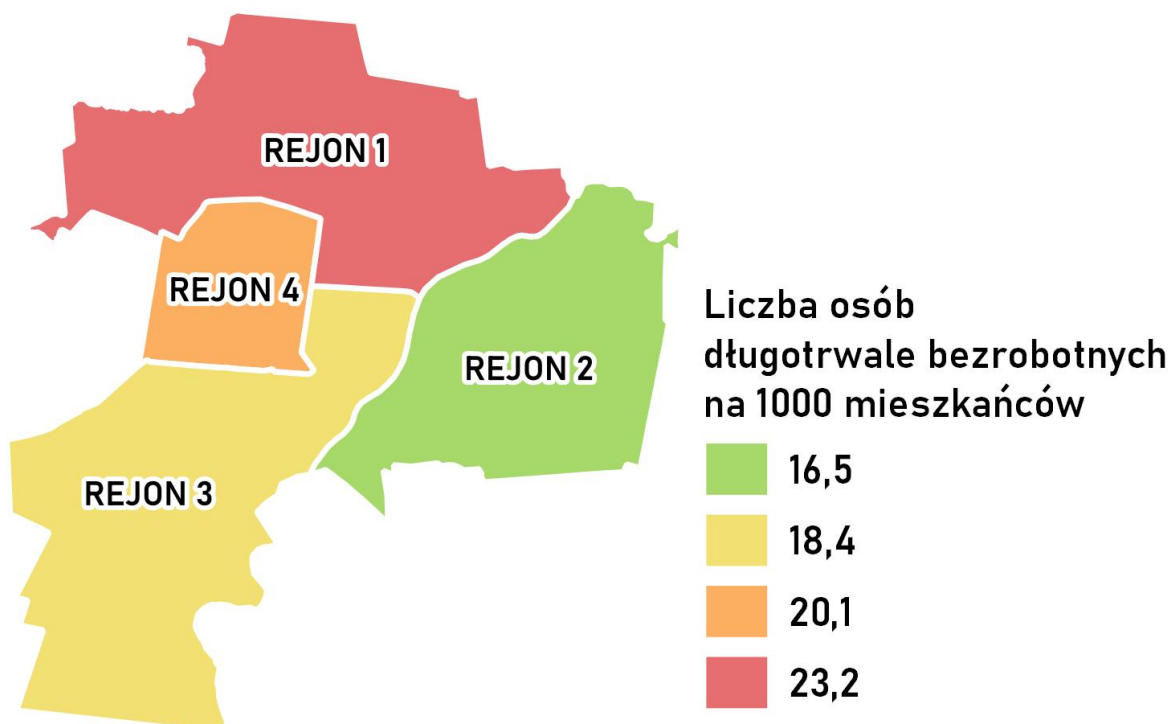 REJON 1
REJON 4
REJON 2
REJON 3
Liczba osób
długotrwale bezrobotnych
na 1000 mieszkańców
16,5
18,4
20,1
23,2